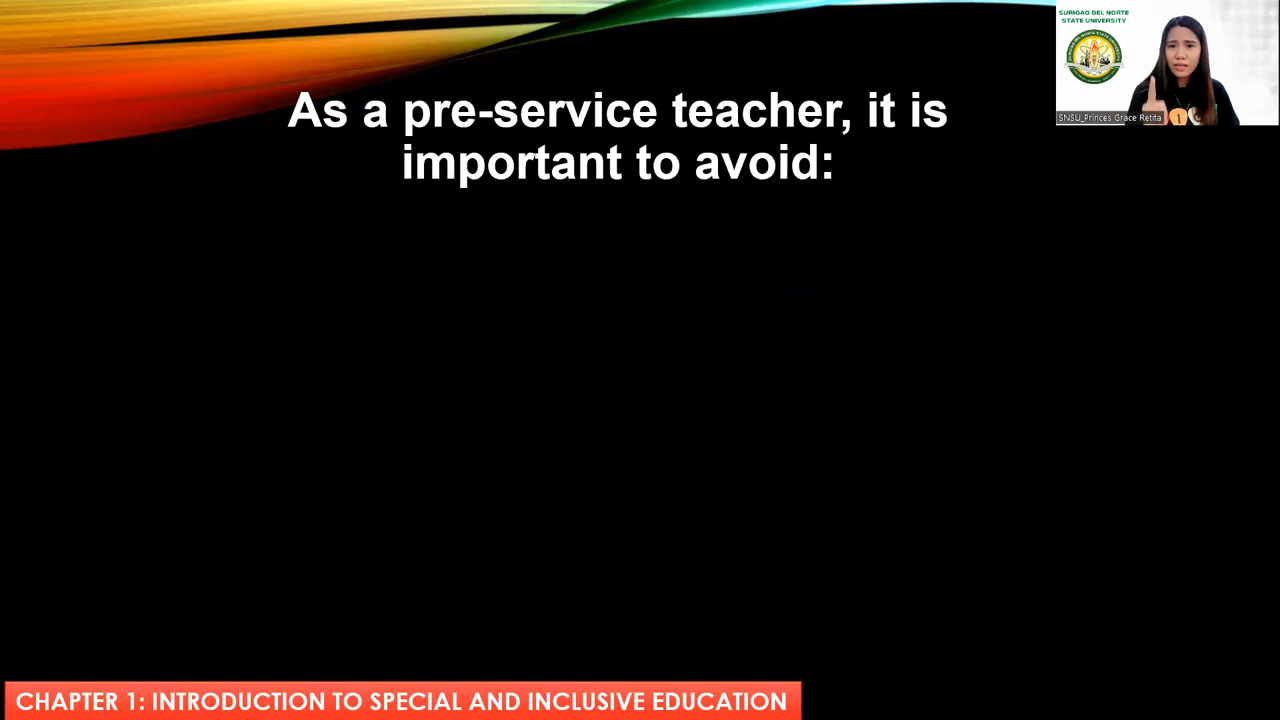 SURIGAO DEL NORTE
STATE UNIVERSITY
SNSU_Princes Grace Retita
As a pre-service teacher, it is
important to avoid:
CHAPTER 1: INTRODUCTION TO SPECIAL AND INCLUSIVE EDUCATION